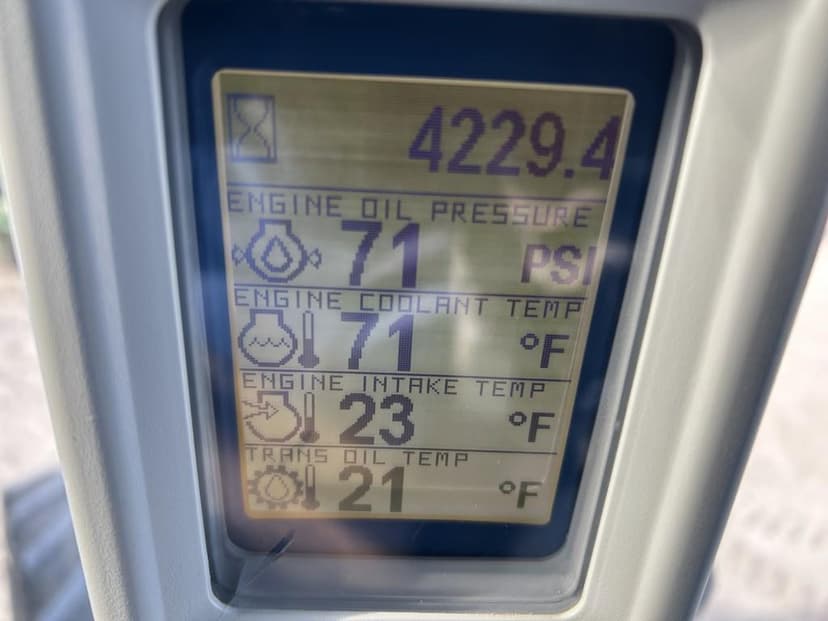 4229.4
ENGINE OIL PRESSURE
71 PSI
ENGINE COOLANT TEMP
71 °F
ENGINE INTAKE TEMP
23 °F
TRANS OIL TEMP
21 °F